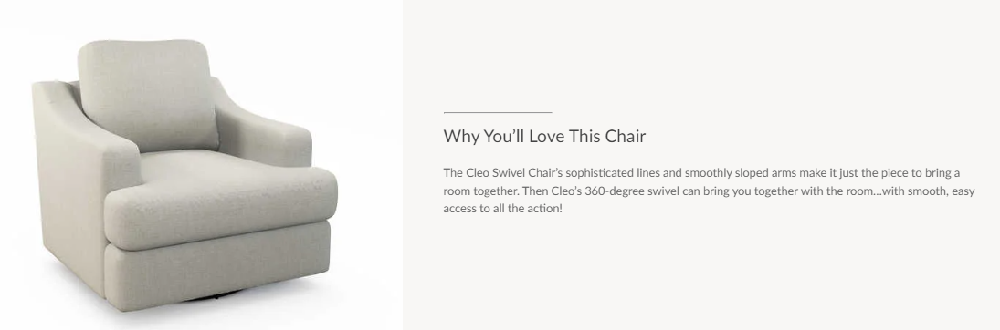 Why You’ll Love This Chair
The Cleo Swivel Chair’s sophisticated lines and smoothly sloped arms make it just the piece to bring a
room together. Then Cleo’s 360-degree swivel can bring you together with the room...with smooth, easy
access to all the action!